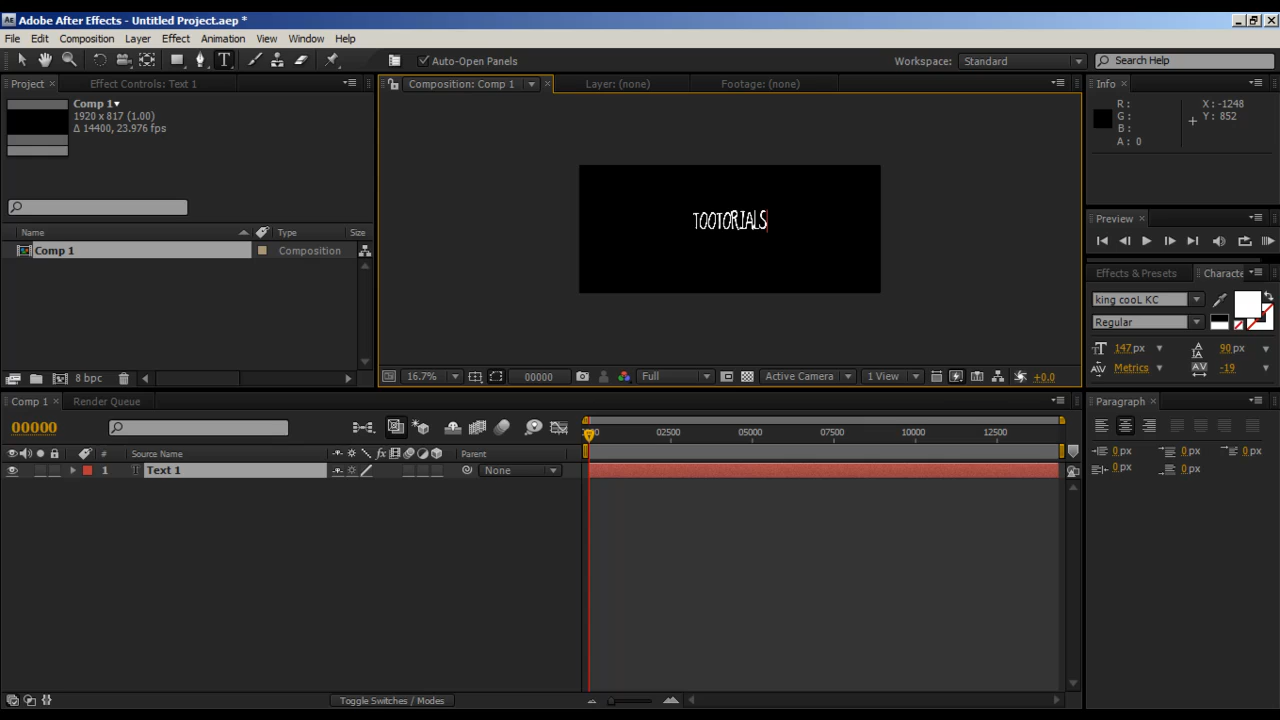 Adobe After Effects - Untitled Project.aep *
File Edit Composition Layer Effect Animation View Window Help
Auto-Open Panels
Workspace: Standard
Search Help
Project
Effect Controls: Text 1
Composition: Comp 1
Layer: (none)
Footage: (none)
Info
Comp 1
1920 x 817 (1.00)
Δ 14400, 23.976 fps
R :
G :
B :
A : 0
X : -1248
Y : 852
TOOTORIALS
Name Type Size
Comp 1 Composition
Preview
Effects & Presets
Characte
king cooL KC
Regular
147 px
90 px
Metrics
-19
8 bpc
16.7%
00000
Full
Active Camera
1 View
+0.0
Comp 1
Render Queue
Paragraph
00000
02500 05000 07500 10000 12500
# Source Name Parent
1 T Text 1 None
0 px 0 px 0 px
0 px 0 px
Toggle Switches / Modes